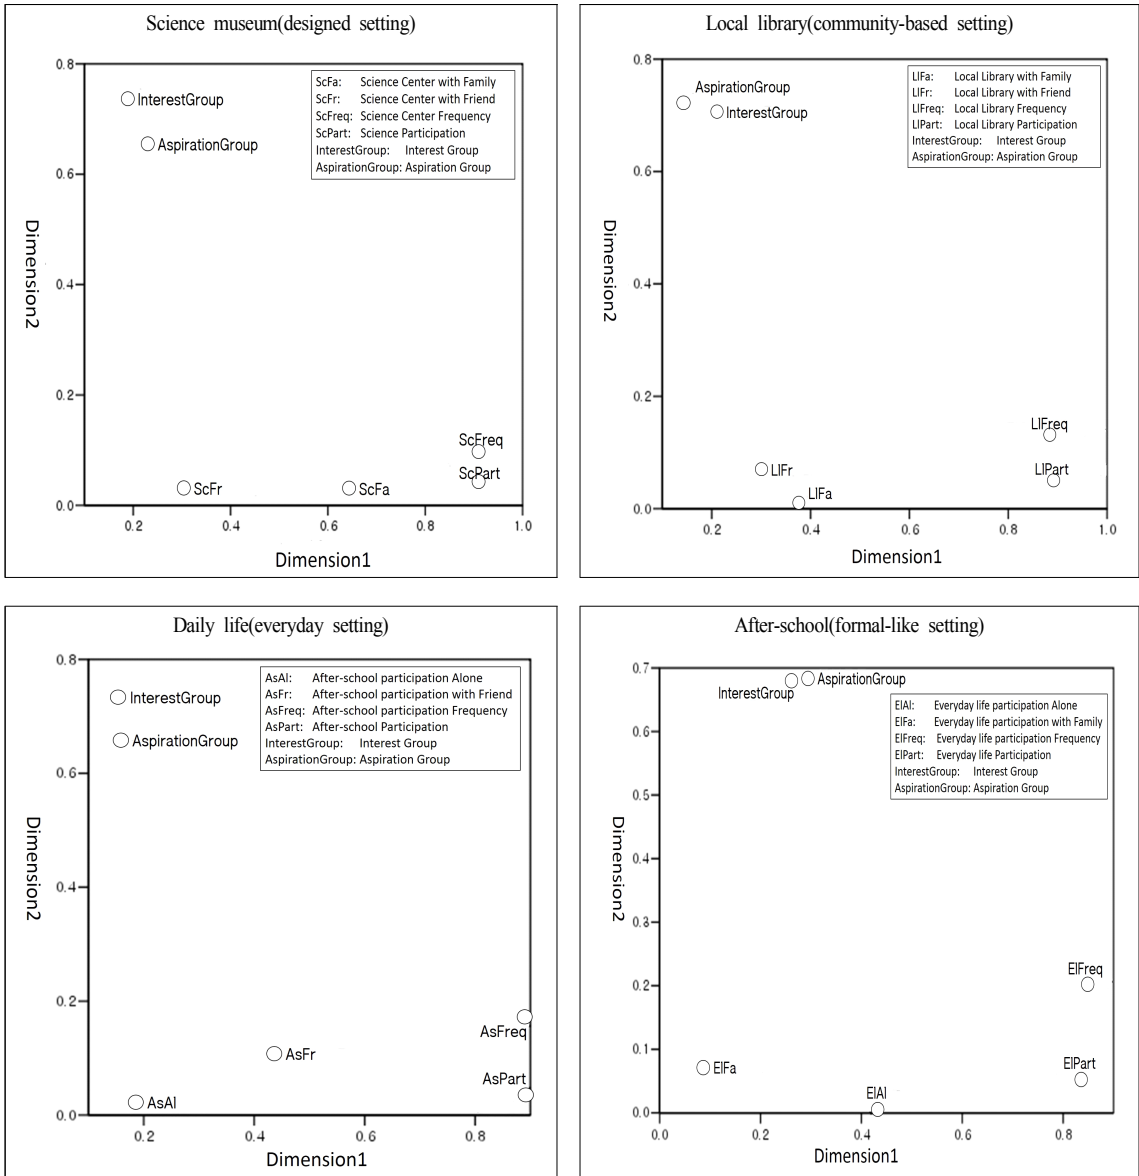 Science museum(designed setting)
0.8
0.6
0.4
0.2
0.0
Dimension2
InterestGroup
AspirationGroup
ScFa: Science Center with Family
ScFr: Science Center with Friend
ScFreq: Science Center Frequency
ScPart: Science Participation
InterestGroup: Interest Group
AspirationGroup: Aspiration Group
ScFreq
ScPart
ScFr
ScFa
0.2 0.4 0.6 0.8 1.0
Dimension1
Local library(community-based setting)
0.8
0.6
0.4
0.2
0.0
Dimension2
AspirationGroup
InterestGroup
LIFa: Local Library with Family
LIFr: Local Library with Friend
LIFreq: Local Library Frequency
LIPart: Local Library Participation
InterestGroup: Interest Group
AspirationGroup: Aspiration Group
LIFreq
LIPart
LIFr
LIFa
0.2 0.4 0.6 0.8 1.0
Dimension1
Daily life(everyday setting)
0.8
0.6
0.4
0.2
0.0
Dimension2
InterestGroup
AspirationGroup
AsAl: After-school participation Alone
AsFr: After-school participation with Friend
AsFreq: After-school participation Frequency
AsPart: After-school Participation
InterestGroup: Interest Group
AspirationGroup: Aspiration Group
AsFreq
AsFr
AsPart
AsAl
0.2 0.4 0.6 0.8
Dimension1
After-school(formal-like setting)
0.7
0.6
0.5
0.4
0.3
0.2
0.1
0.0
Dimension2
AspirationGroup
InterestGroup
ElAl: Everyday life participation Alone
ElFa: Everyday life participation with Family
ElFreq: Everyday life participation Frequency
ElPart: Everyday life Participation
InterestGroup: Interest Group
AspirationGroup: Aspiration Group
ElFreq
ElPart
ElFa
ElAl
0.0 0.2 0.4 0.6 0.8
Dimension1